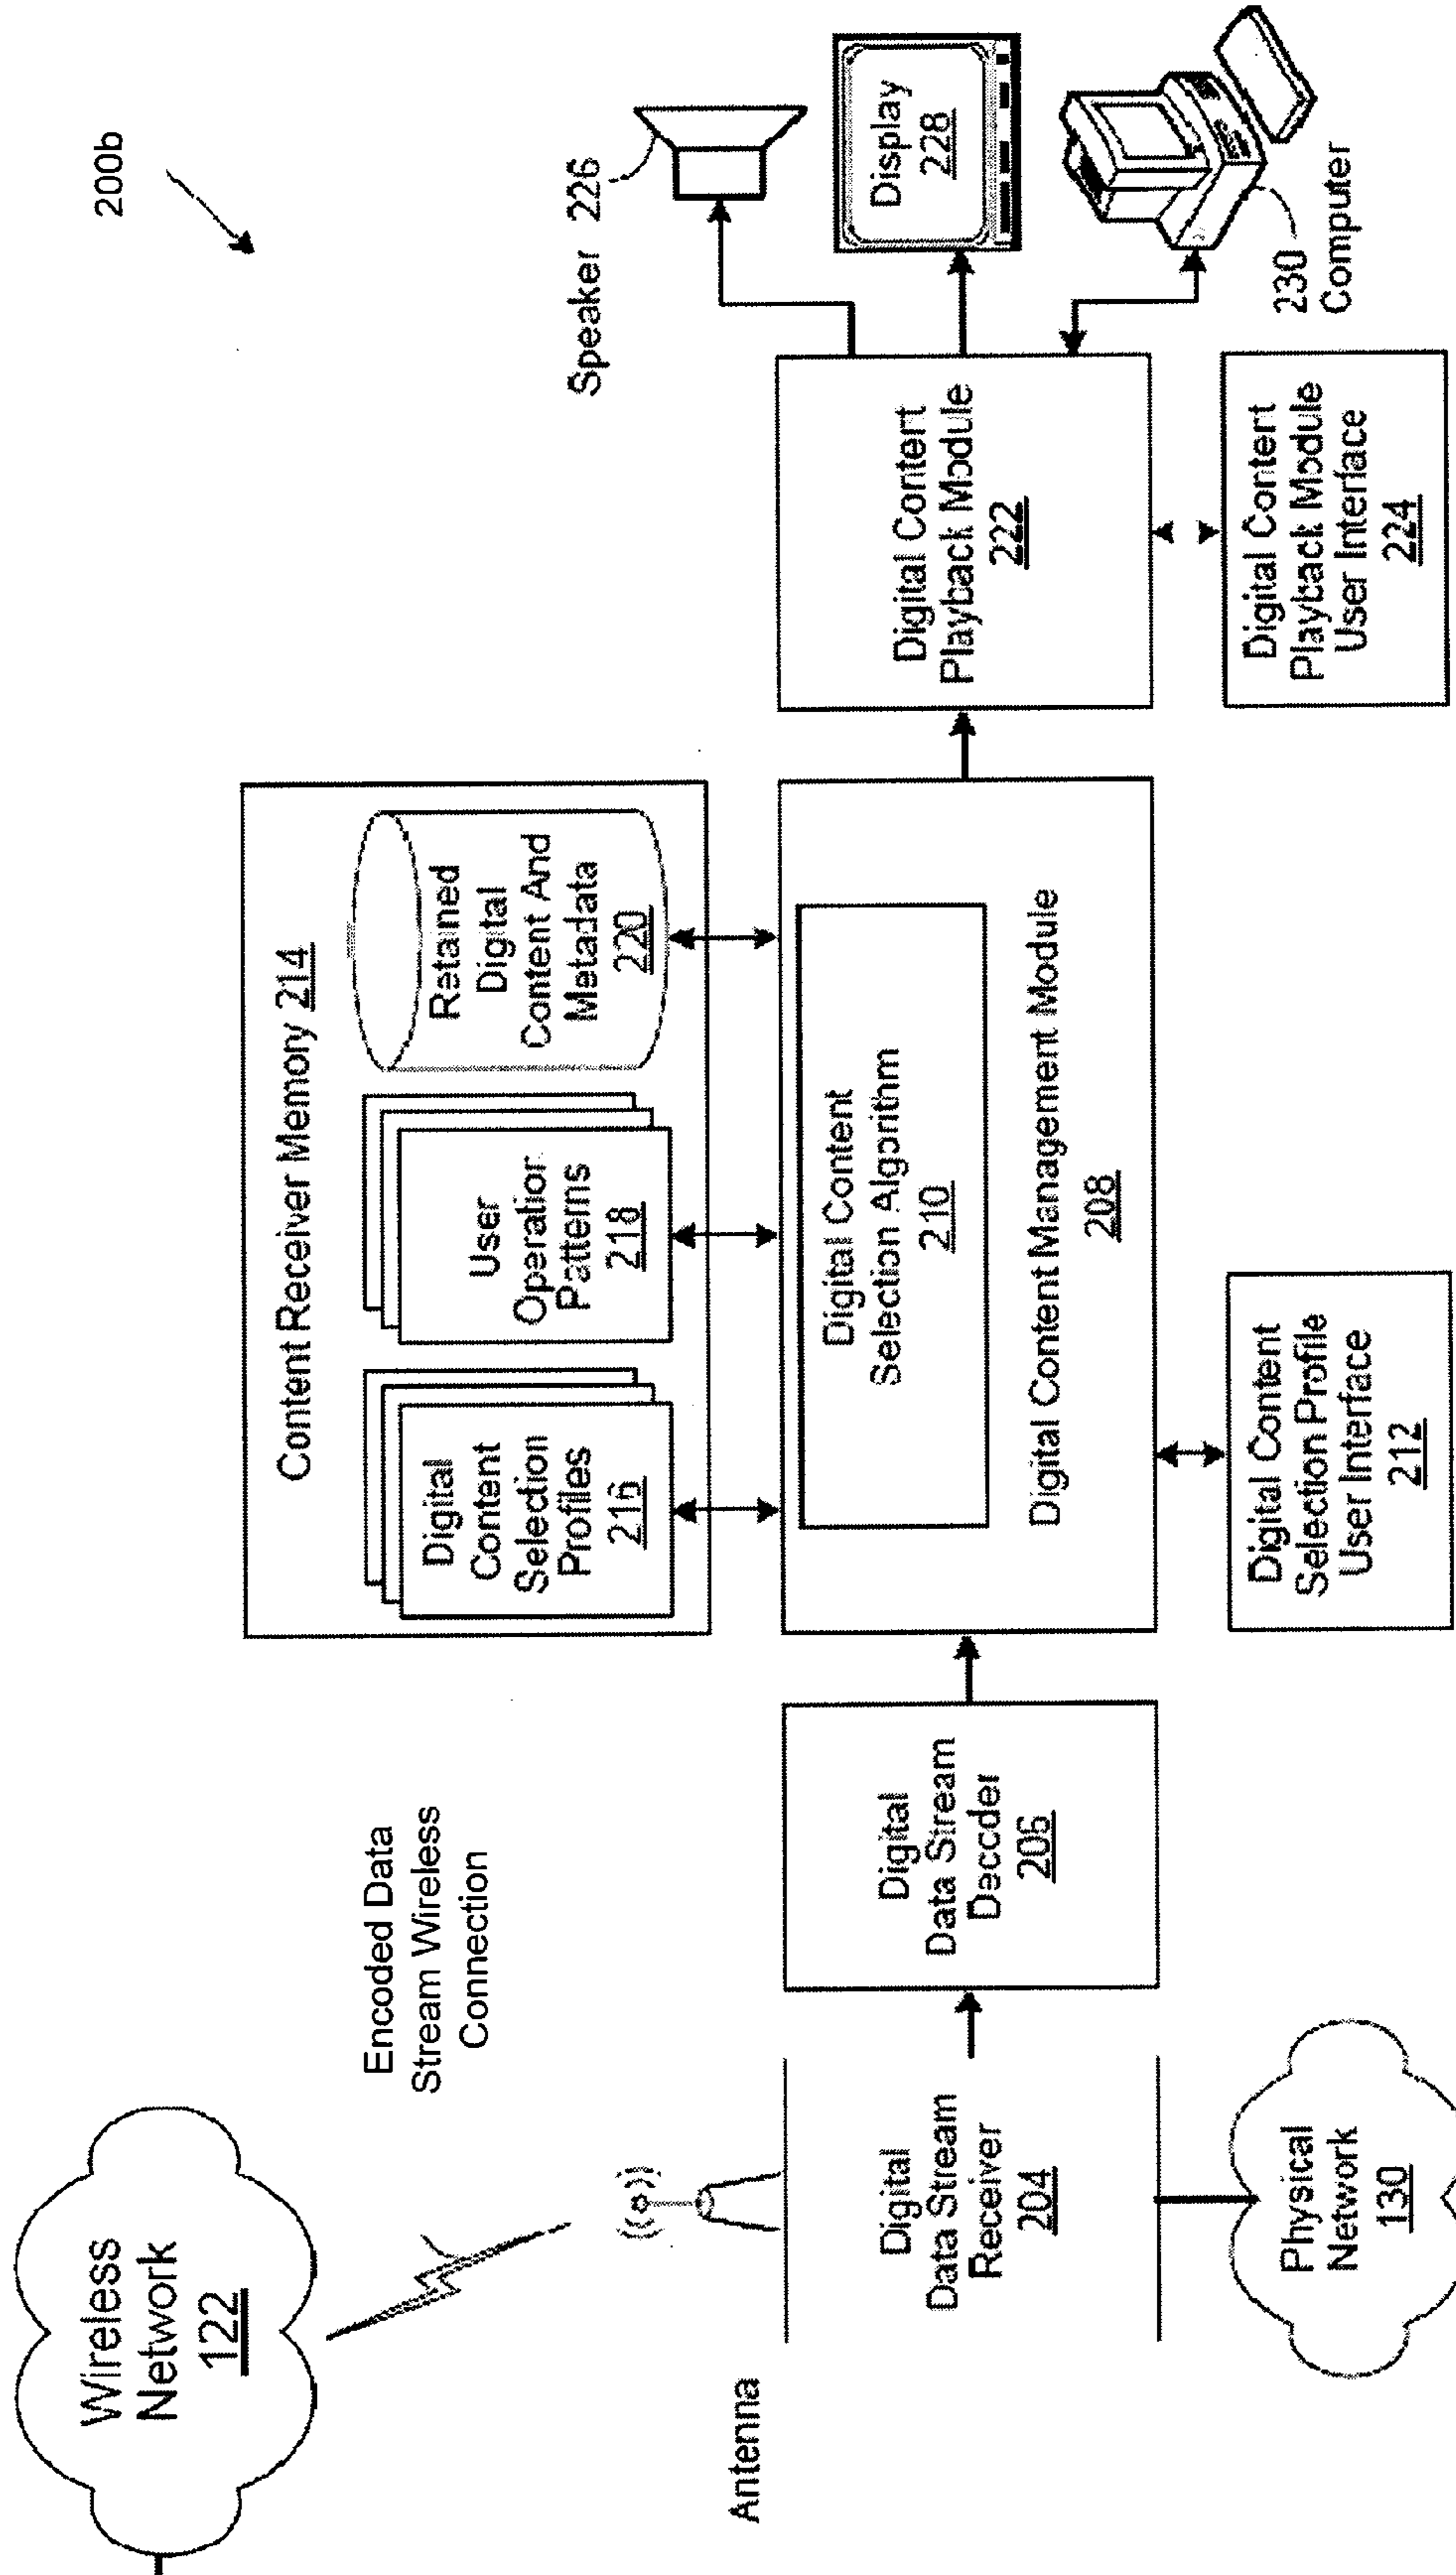 200b
Wireless
Network
122
Encoded Data
Stream Wireless
Connection
Antenna
Digital
Data Stream
Receiver
204
Physical
Network
130
Digital
Data Stream
Decoder
206
Content Receiver Memory 214
Digital
Content
Selection
Profiles
216
User
Operation
Patterns
218
Retained
Digital
Content And
Metadata
220
Digital Content
Selection Algorithm
210
Digital Content Management Module
208
Digital Content
Selection Profile
User Interface
212
Digital Content
Playback Module
222
Digital Content
Playback Module
User Interface
224
Speaker 226
Display
228
230
Computer